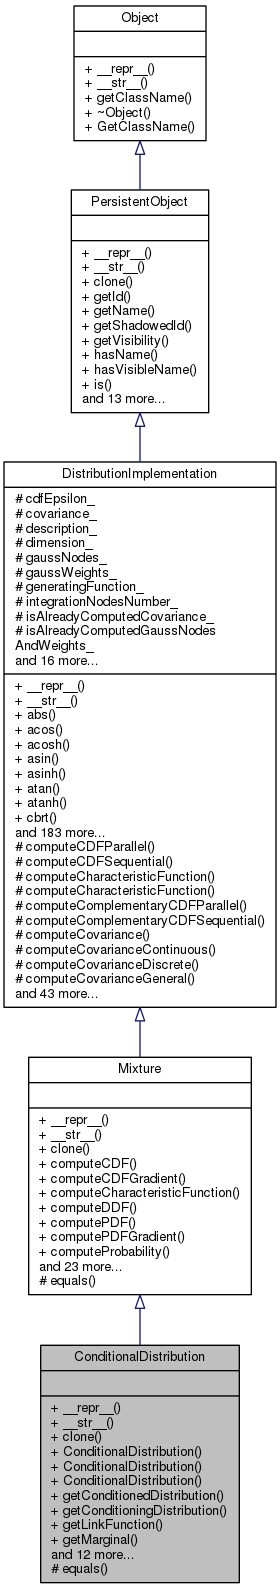 Object
+ __repr__()
+ __str__()
+ getClassName()
+ ~Object()
+ GetClassName()
PersistentObject
+ __repr__()
+ __str__()
+ clone()
+ getId()
+ getName()
+ getShadowedId()
+ getVisibility()
+ hasName()
+ hasVisibleName()
+ is()
and 13 more...
DistributionImplementation
# cdfEpsilon_
# covariance_
# description_
# dimension_
# gaussNodes_
# gaussWeights_
# generatingFunction_
# integrationNodesNumber_
# isAlreadyComputedCovariance_
# isAlreadyComputedGaussNodes
AndWeights_
and 16 more...
+ __repr__()
+ __str__()
+ abs()
+ acos()
+ acosh()
+ asin()
+ asinh()
+ atan()
+ atanh()
+ cbrt()
and 183 more...
# computeCDFParallel()
# computeCDFSequential()
# computeCharacteristicFunction()
# computeCharacteristicFunction()
# computeComplementaryCDFParallel()
# computeComplementaryCDFSequential()
# computeCovariance()
# computeCovarianceContinuous()
# computeCovarianceDiscrete()
# computeCovarianceGeneral()
and 43 more...
Mixture
+ __repr__()
+ __str__()
+ clone()
+ computeCDF()
+ computeCDFGradient()
+ computeCharacteristicFunction()
+ computeDDF()
+ computePDF()
+ computePDFGradient()
+ computeProbability()
and 23 more...
# equals()
ConditionalDistribution
+ __repr__()
+ __str__()
+ clone()
+ ConditionalDistribution()
+ ConditionalDistribution()
+ ConditionalDistribution()
+ getConditionedDistribution()
+ getConditioningDistribution()
+ getLinkFunction()
+ getMarginal()
and 12 more...
# equals()